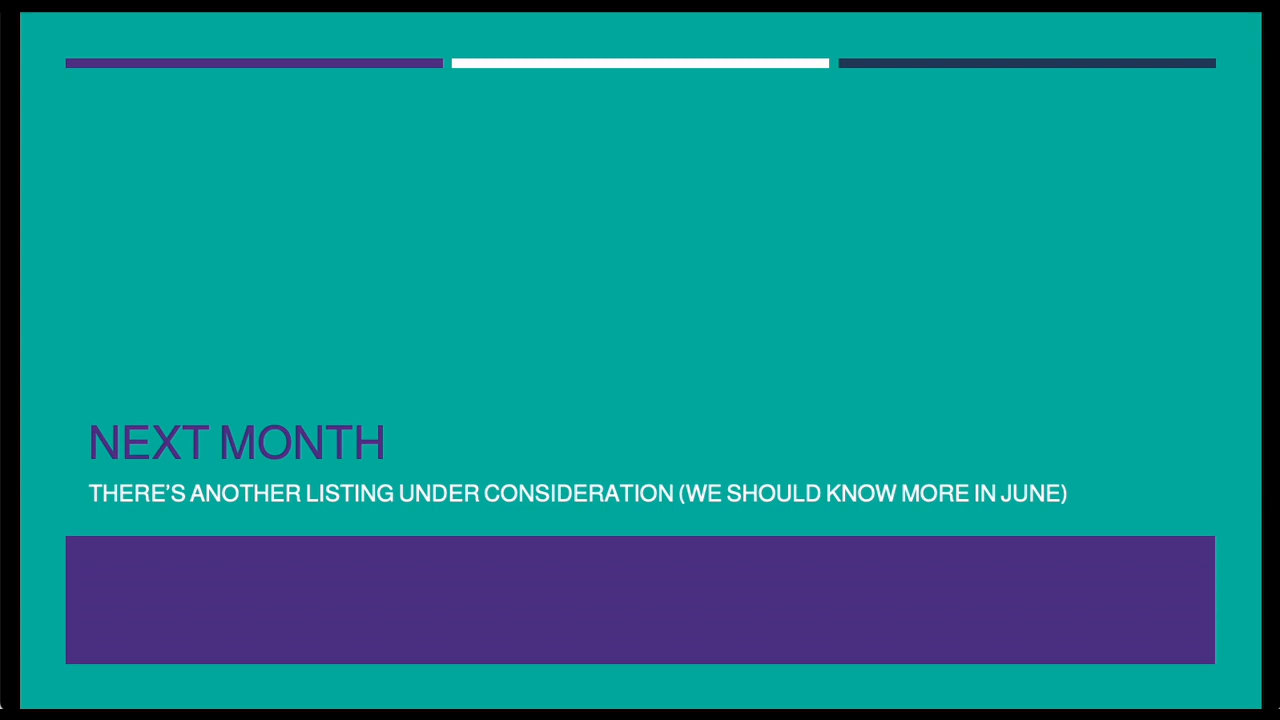 NEXT MONTH
THERE’S ANOTHER LISTING UNDER CONSIDERATION (WE SHOULD KNOW MORE IN JUNE)